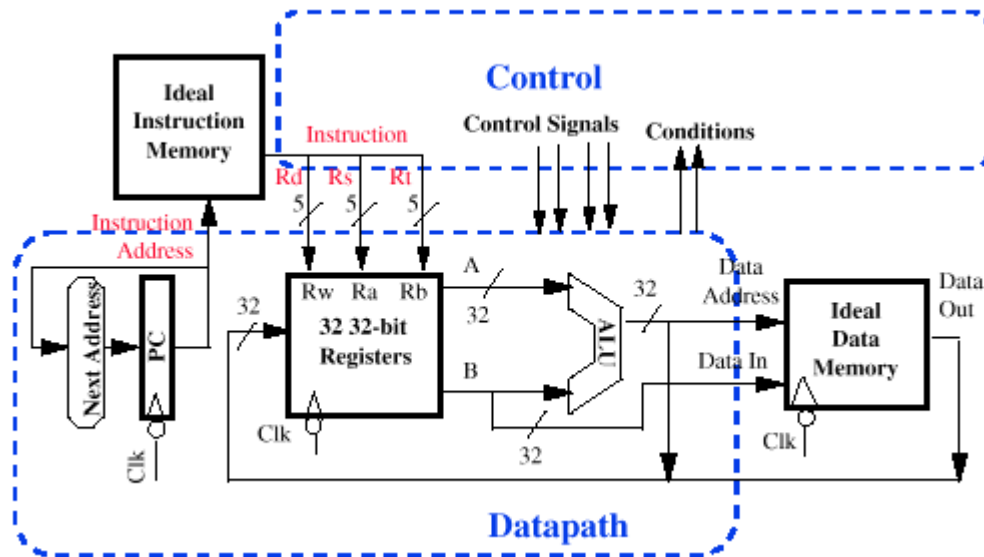 Control
Ideal
Instruction
Memory
Instruction
Control Signals
Conditions
Rd
Rs
Rt
5
5
5
Instruction
Address
Next Address
PC
Clk
32
Rw
Ra
Rb
32 32-bit
Registers
Clk
A
32
B
32
ALU
32
Data
Address
Data In
Ideal
Data
Memory
Clk
Data
Out
Datapath